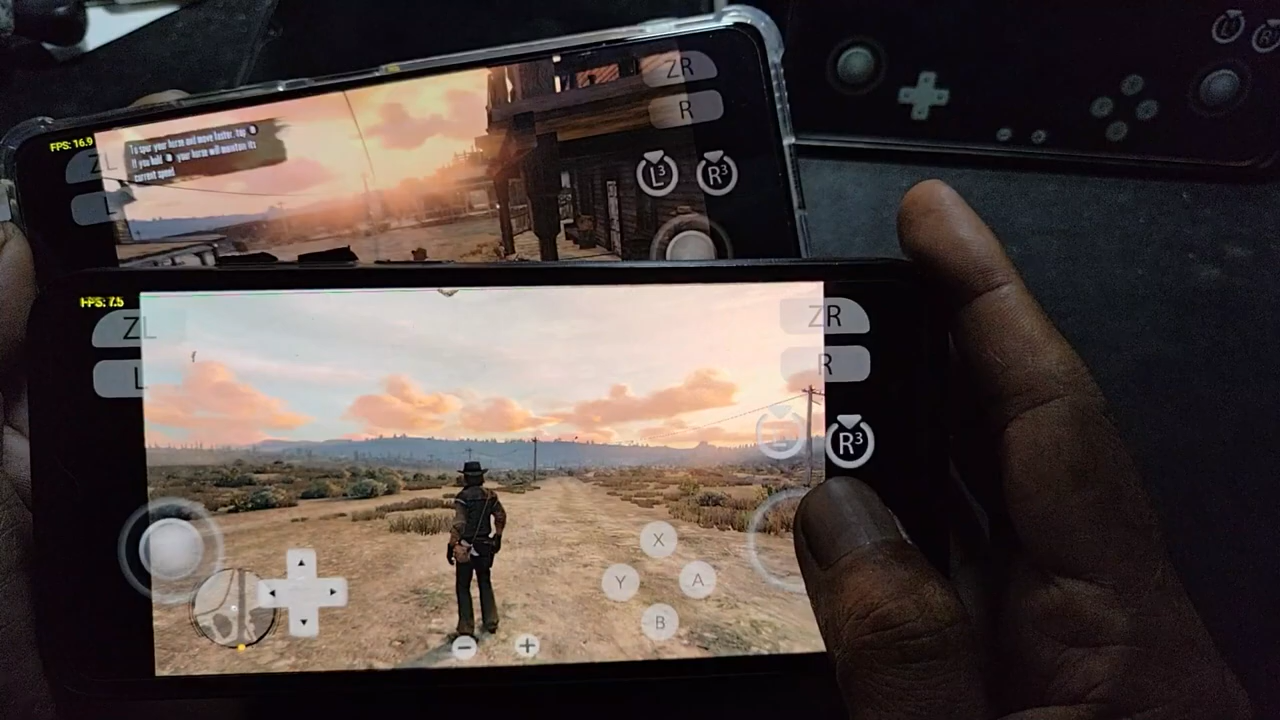 FPS: 16.9
To spur your horse and move faster, tap
If you hold your horse will maintain its
current speed
ZL
L
ZR
R
L3
R3
L
R
FPS: 7.5
ZL
L
ZR
R
L
R3
X
Y
A
B